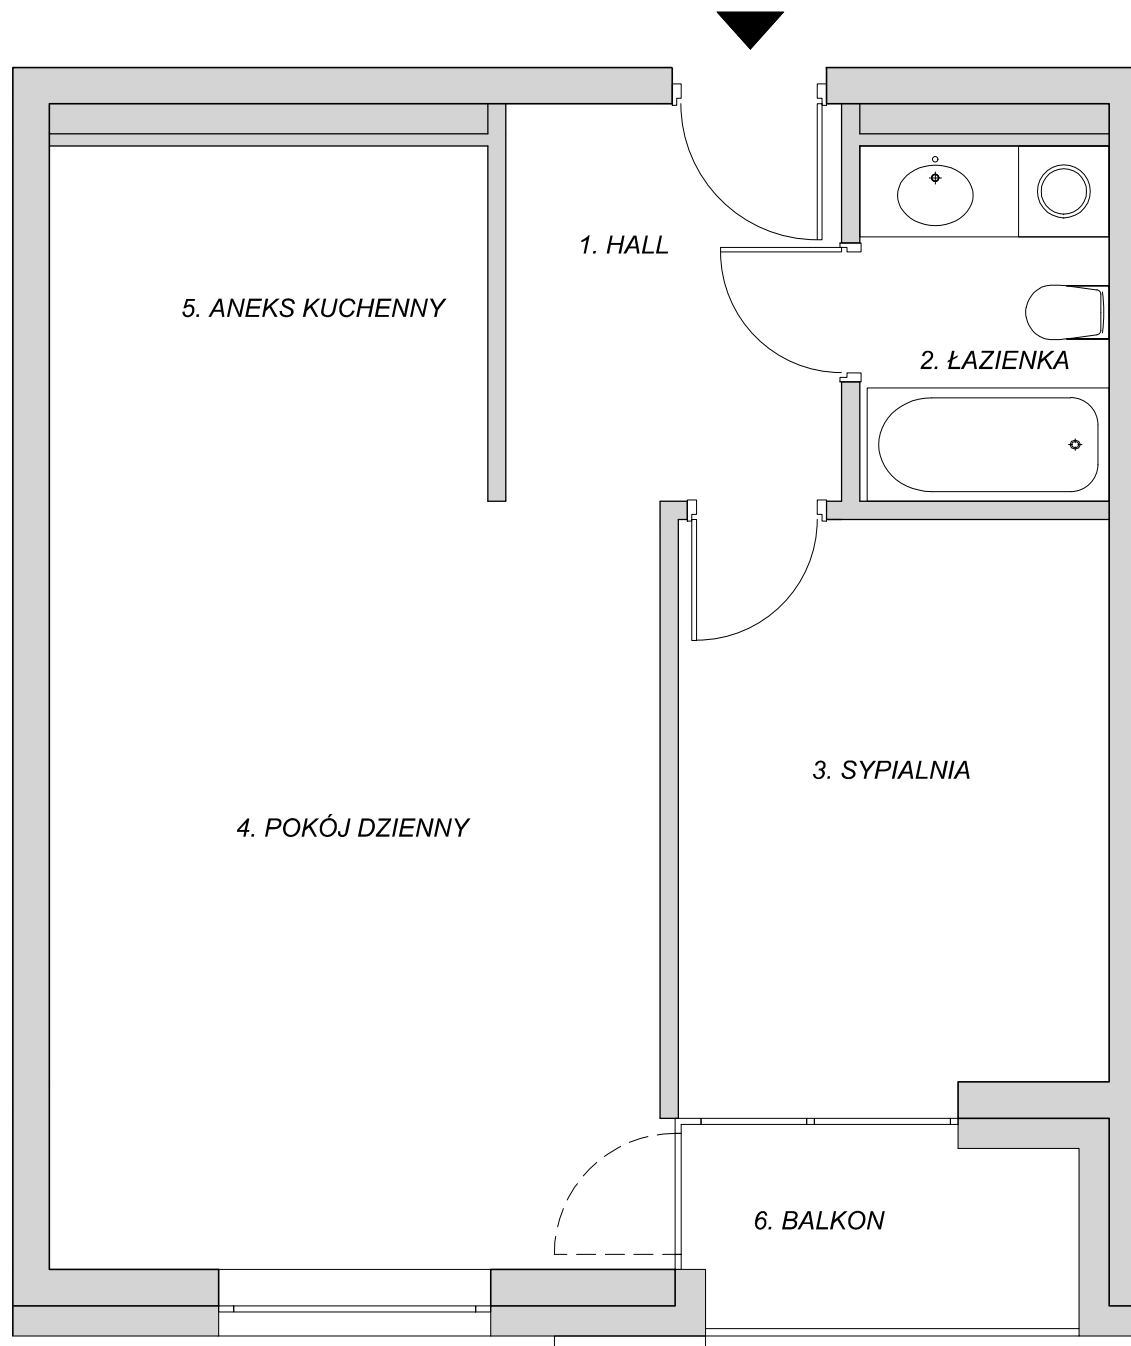 1. HALL
5. ANEKS KUCHENNY
2. ŁAZIENKA
3. SYPIALNIA
4. POKÓJ DZIENNY
6. BALKON